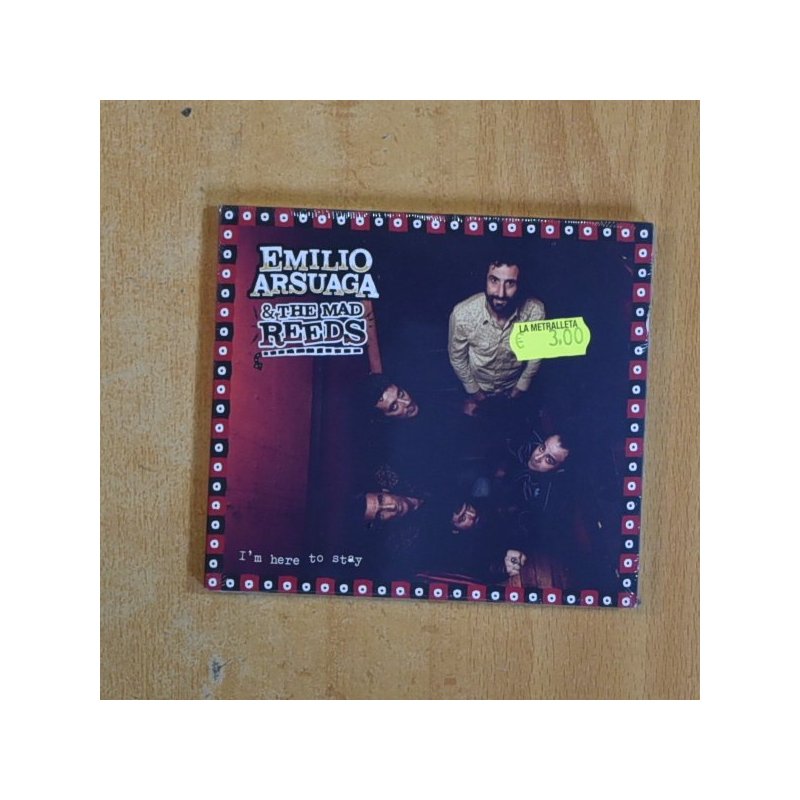 EMILIO
ARSUAGA
& THE MAD
REEDS
LA METRALLETA
€ 3,00
I'm here to stay